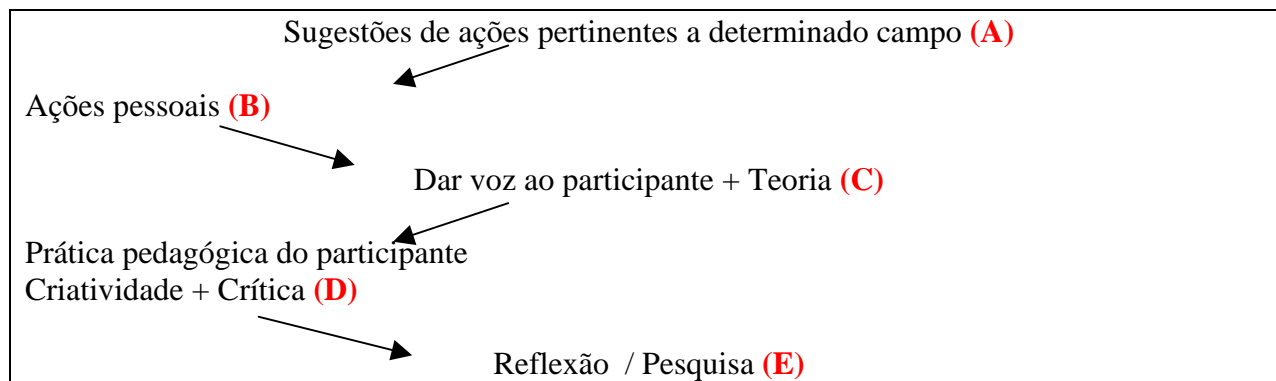 Sugestões de ações pertinentes a determinado campo (A)
Ações pessoais (B)
Dar voz ao participante + Teoria (C)
Prática pedagógica do participante
Criatividade + Crítica (D)
Reflexão / Pesquisa (E)